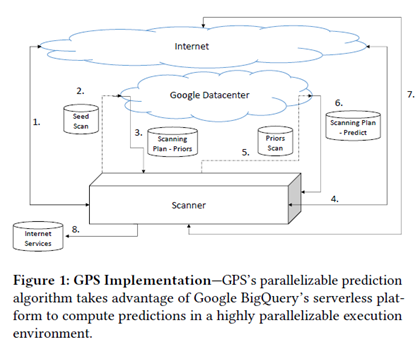 Internet
7.
2.
Google Datacenter
6.
1.
Seed
Scan
3.
Scanning
Plan - Priors
Priors
Scan
Scanning Plan
- Predict
5.
4.
Scanner
Internet
Services
8.
Figure 1: GPS Implementation—GPS's parallelizable prediction
algorithm takes advantage of Google BigQuery's serverless plat-
form to compute predictions in a highly parallelizable execution
environment.